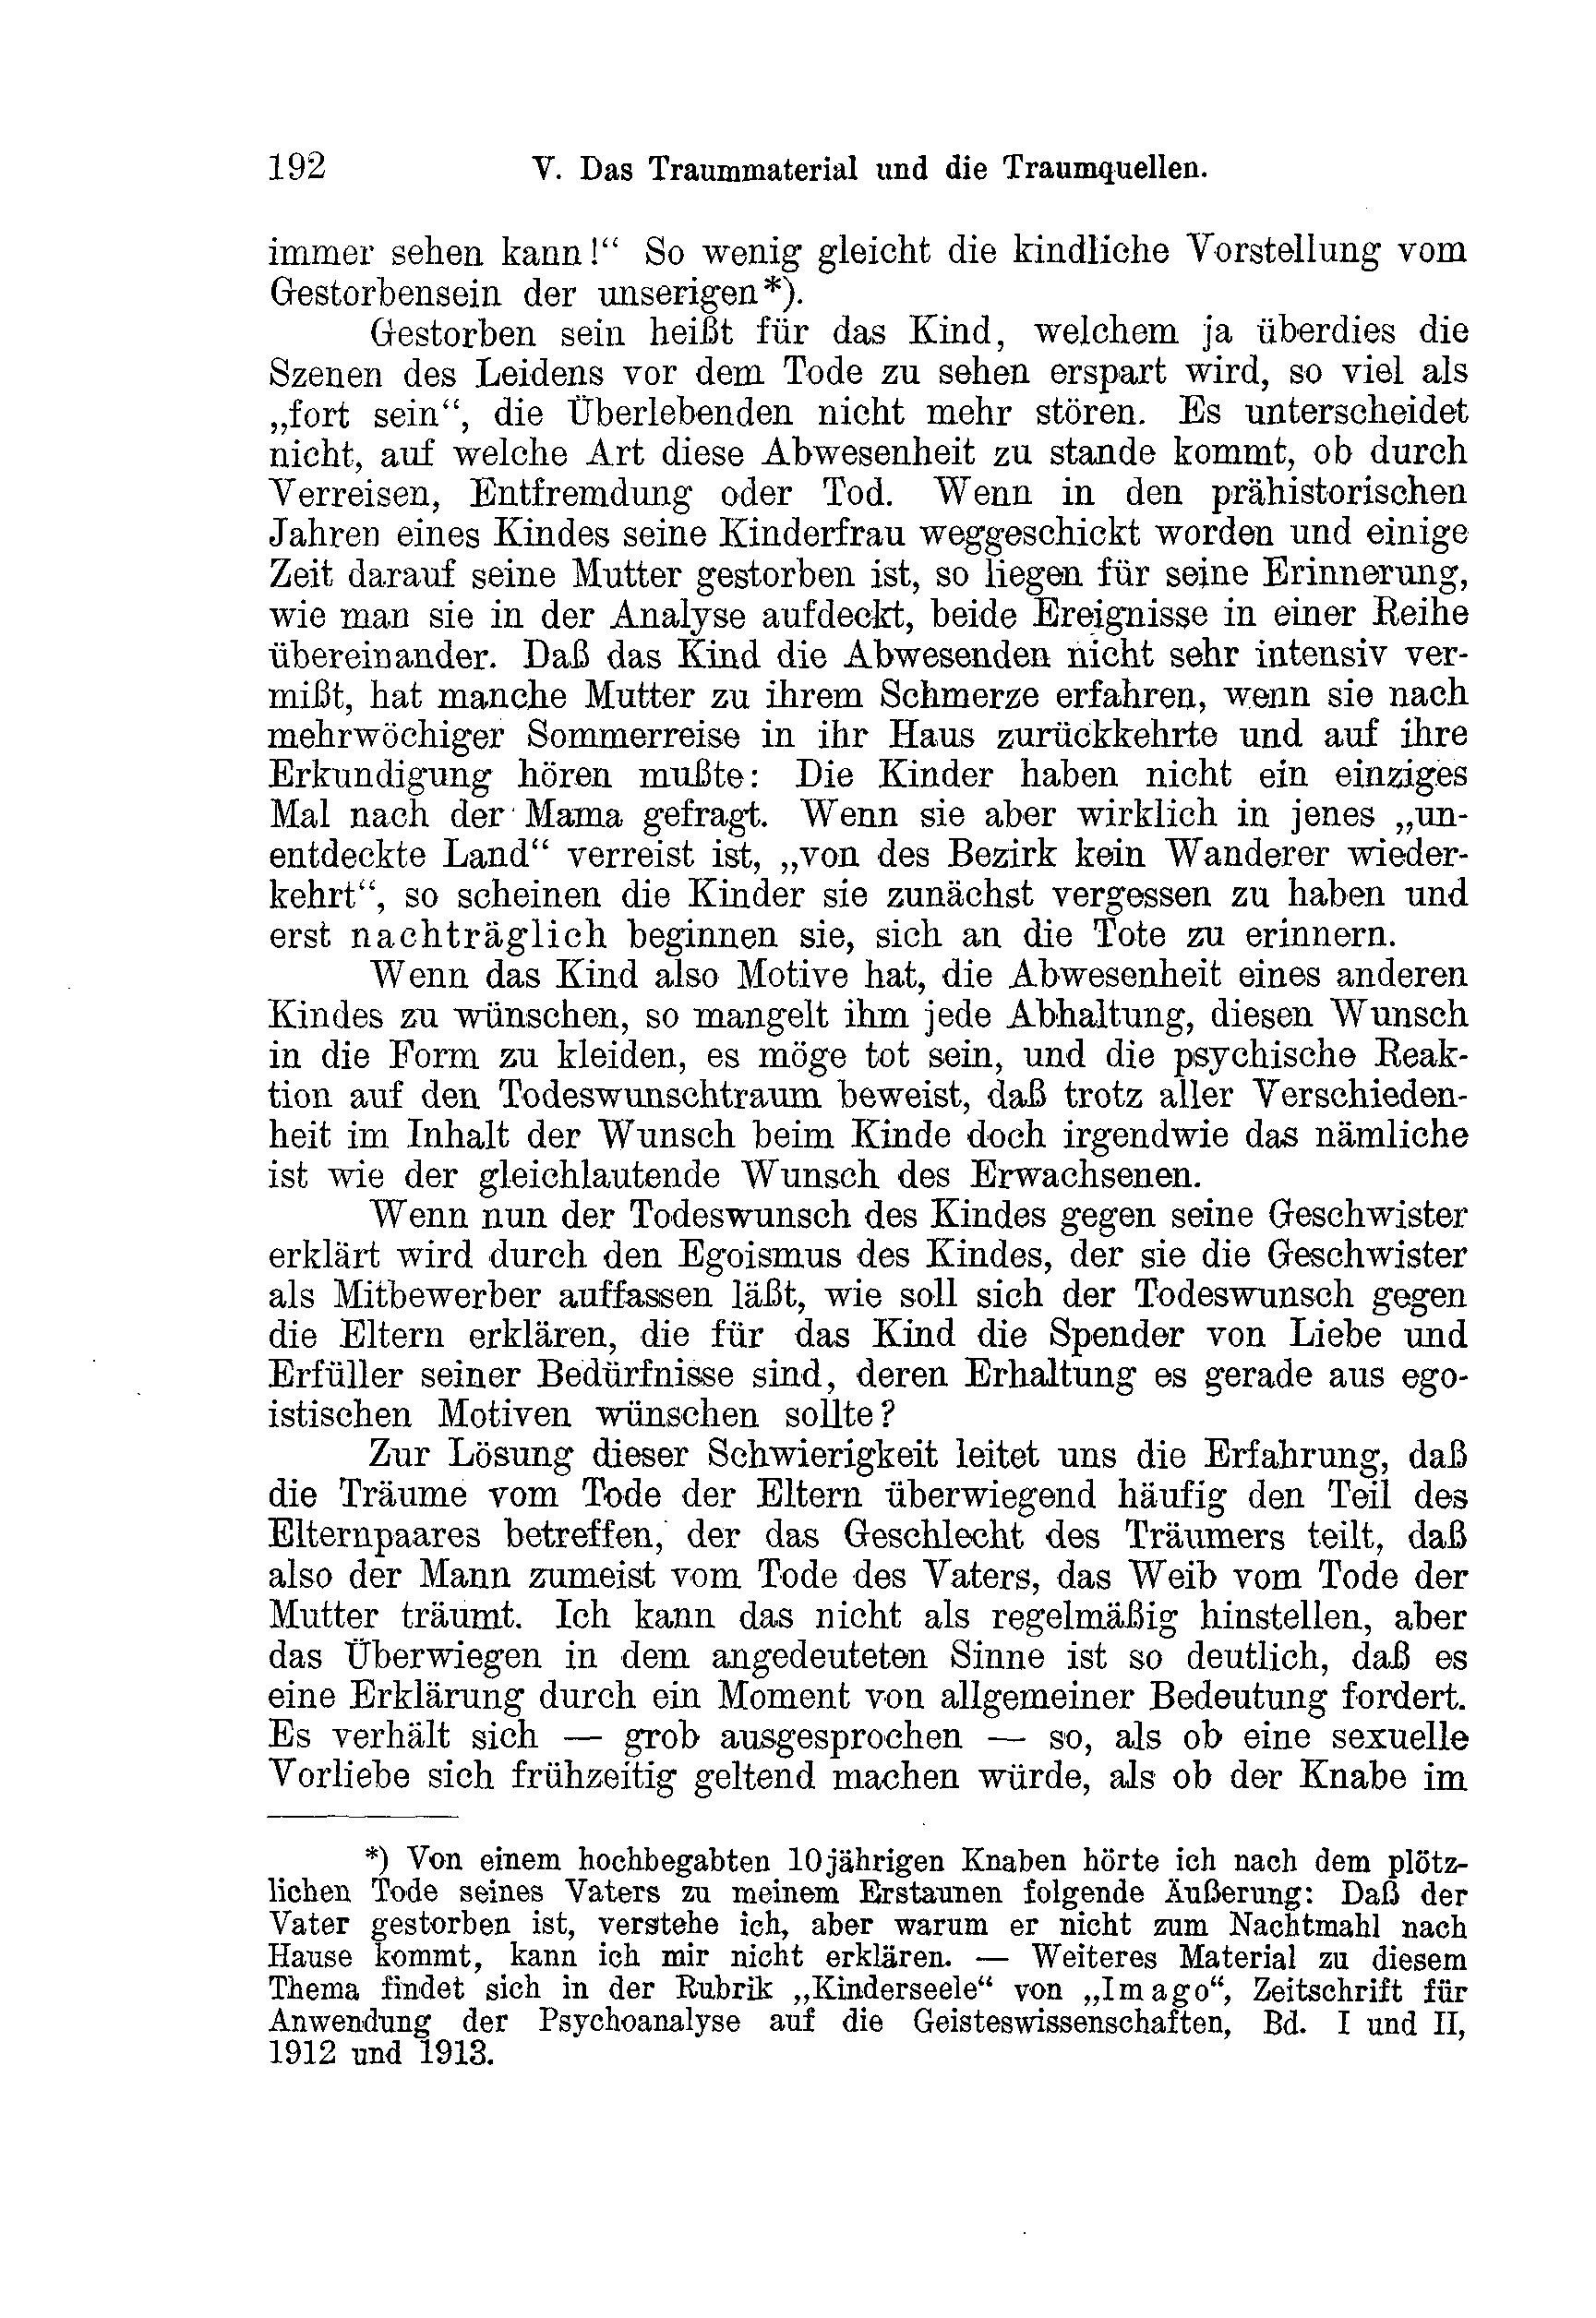 192 V. Das Traummaterial und die Traumquellen.
immer sehen kann!“ So wenig gleicht die kindliche Vorstellung vom
Gestorbensein der unserigen*).
Gestorben sein heißt für das Kind, welchem ja überdies die
Szenen des Leidens vor dem Tode zu sehen erspart wird, so viel als
„fort sein“, die Überlebenden nicht mehr stören. Es unterscheidet
nicht, auf welche Art diese Abwesenheit zu stande kommt, ob durch
Verreisen, Entfremdung oder Tod. Wenn in den prähistorischen
Jahren eines Kindes seine Kinderfrau weggeschickt worden und einige
Zeit darauf seine Mutter gestorben ist, so liegen für seine Erinnerung,
wie man sie in der Analyse aufdeckt, beide Ereignisse in einer Reihe
übereinander. Daß das Kind die Abwesenden nicht sehr intensiv ver-
mißt, hat manche Mutter zu ihrem Schmerze erfahren, wenn sie nach
mehrwöchiger Sommerreise in ihr Haus zurückkehrte und auf ihre
Erkundigung hören mußte: Die Kinder haben nicht ein einziges
Mal nach der Mama gefragt. Wenn sie aber wirklich in jenes „un-
entdeckte Land“ verreist ist, „von des Bezirk kein Wanderer wieder-
kehrt“, so scheinen die Kinder sie zunächst vergessen zu haben und
erst nachträglich beginnen sie, sich an die Tote zu erinnern.
Wenn das Kind also Motive hat, die Abwesenheit eines anderen
Kindes zu wünschen, so mangelt ihm jede Abhaltung, diesen Wunsch
in die Form zu kleiden, es möge tot sein, und die psychische Reak-
tion auf den Todeswunschtraum beweist, daß trotz aller Verschieden-
heit im Inhalt der Wunsch beim Kinde doch irgendwie das nämliche
ist wie der gleichlautende Wunsch des Erwachsenen.
Wenn nun der Todeswunsch des Kindes gegen seine Geschwister
erklärt wird durch den Egoismus des Kindes, der sie die Geschwister
als Mitbewerber auffassen läßt, wie soll sich der Todeswunsch gegen
die Eltern erklären, die für das Kind die Spender von Liebe und
Erfüller seiner Bedürfnisse sind, deren Erhaltung es gerade aus ego-
istischen Motiven wünschen sollte?
Zur Lösung dieser Schwierigkeit leitet uns die Erfahrung, daß
die Träume vom Tode der Eltern überwiegend häufig den Teil des
Elternpaares betreffen, der das Geschlecht des Träumers teilt, daß
also der Mann zumeist vom Tode des Vaters, das Weib vom Tode der
Mutter träumt. Ich kann das nicht als regelmäßig hinstellen, aber
das Überwiegen in dem angedeuteten Sinne ist so deutlich, daß es
eine Erklärung durch ein Moment von allgemeiner Bedeutung fordert.
Es verhält sich — grob ausgesprochen — so, als ob eine sexuelle
Vorliebe sich frühzeitig geltend machen würde, als ob der Knabe im
*) Von einem hochbegabten 10jährigen Knaben hörte ich nach dem plötz-
lichen Tode seines Vaters zu meinem Erstaunen folgende Äußerung: Daß der
Vater gestorben ist, verstehe ich, aber warum er nicht zum Nachtmahl nach
Hause kommt, kann ich mir nicht erklären. — Weiteres Material zu diesem
Thema findet sich in der Rubrik „Kinderseele“ von „Imago“, Zeitschrift für
Anwendung der Psychoanalyse auf die Geisteswissenschaften, Bd. I und II,
1912 und 1913.